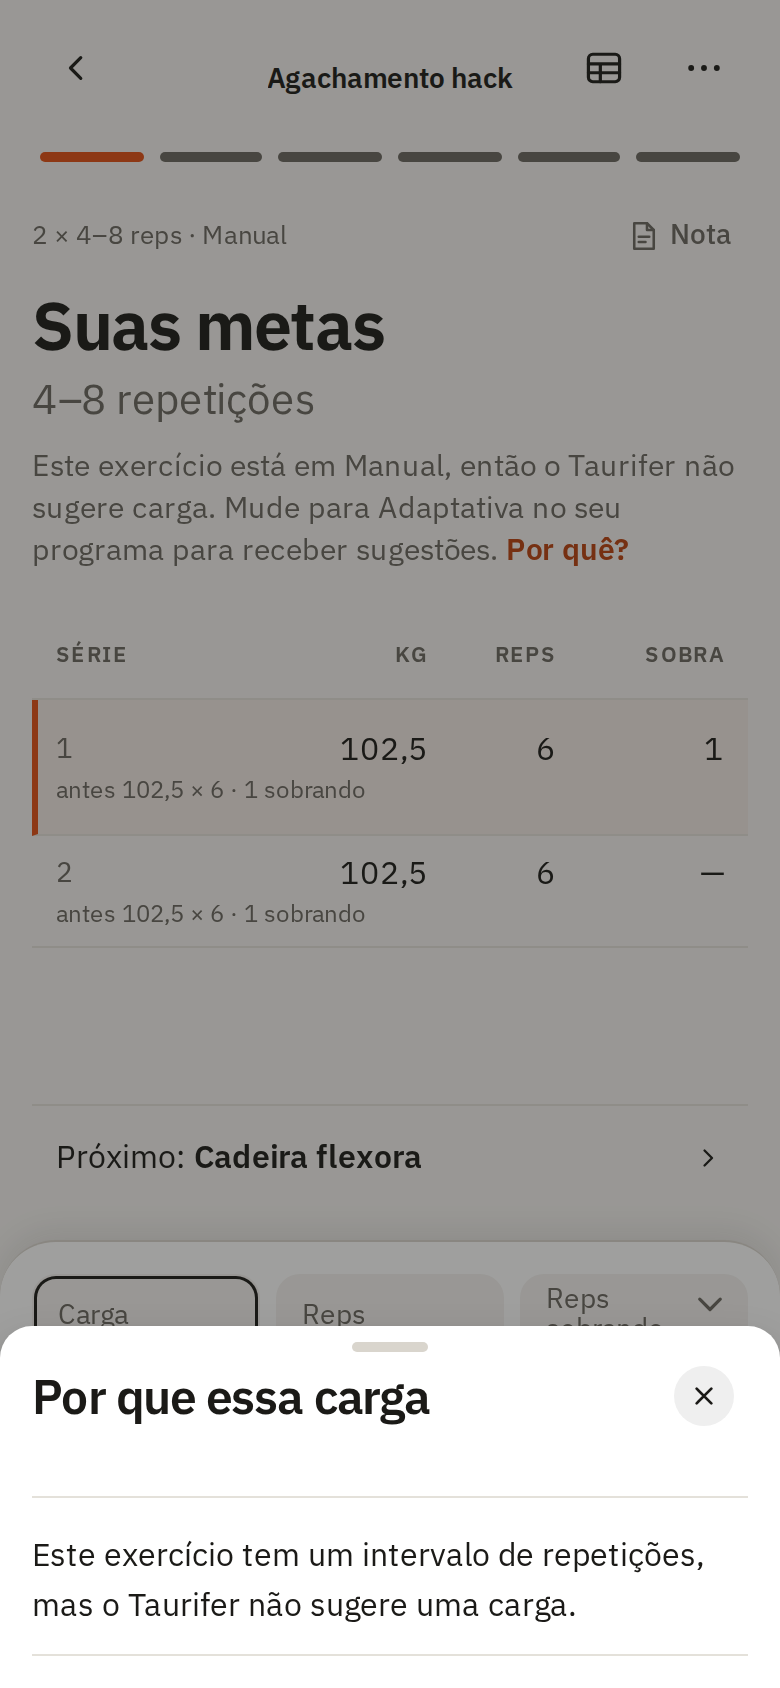 Agachamento hack
2 × 4–8 reps · Manual
Nota
Suas metas
4–8 repetições
Este exercício está em Manual, então o Taurifer não
sugere carga. Mude para Adaptativa no seu
programa para receber sugestões. Por quê?
SÉRIE KG REPS SOBRA
1 102,5 6 1
antes 102,5 × 6 · 1 sobrando
2 102,5 6 —
antes 102,5 × 6 · 1 sobrando
Próximo: Cadeira flexora
Carga
Reps
Reps
sobrando
Por que essa carga
Este exercício tem um intervalo de repetições,
mas o Taurifer não sugere uma carga.